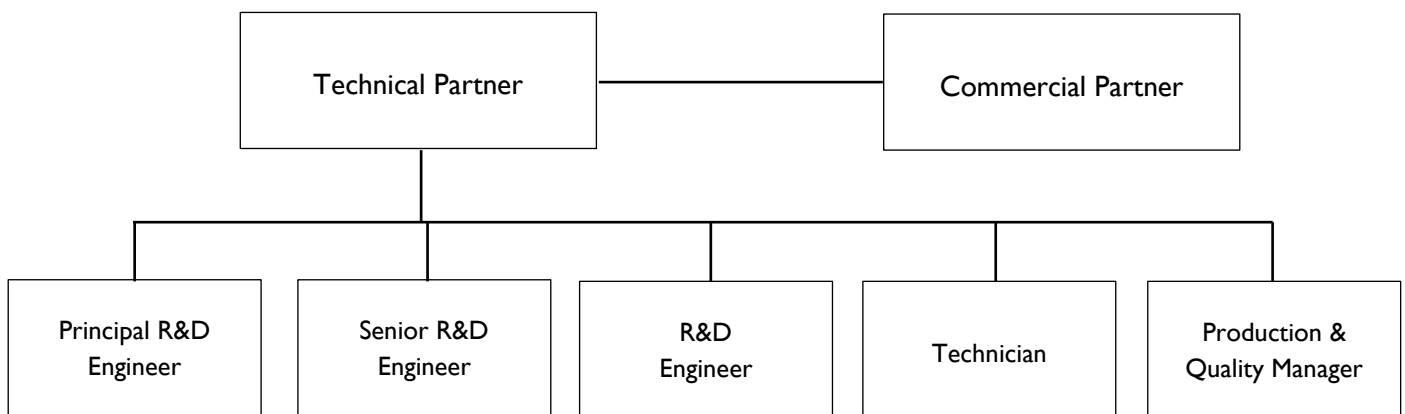 Technical Partner
Commercial Partner
Principal R&D
Engineer
Senior R&D
Engineer
R&D
Engineer
Technician
Production &
Quality Manager